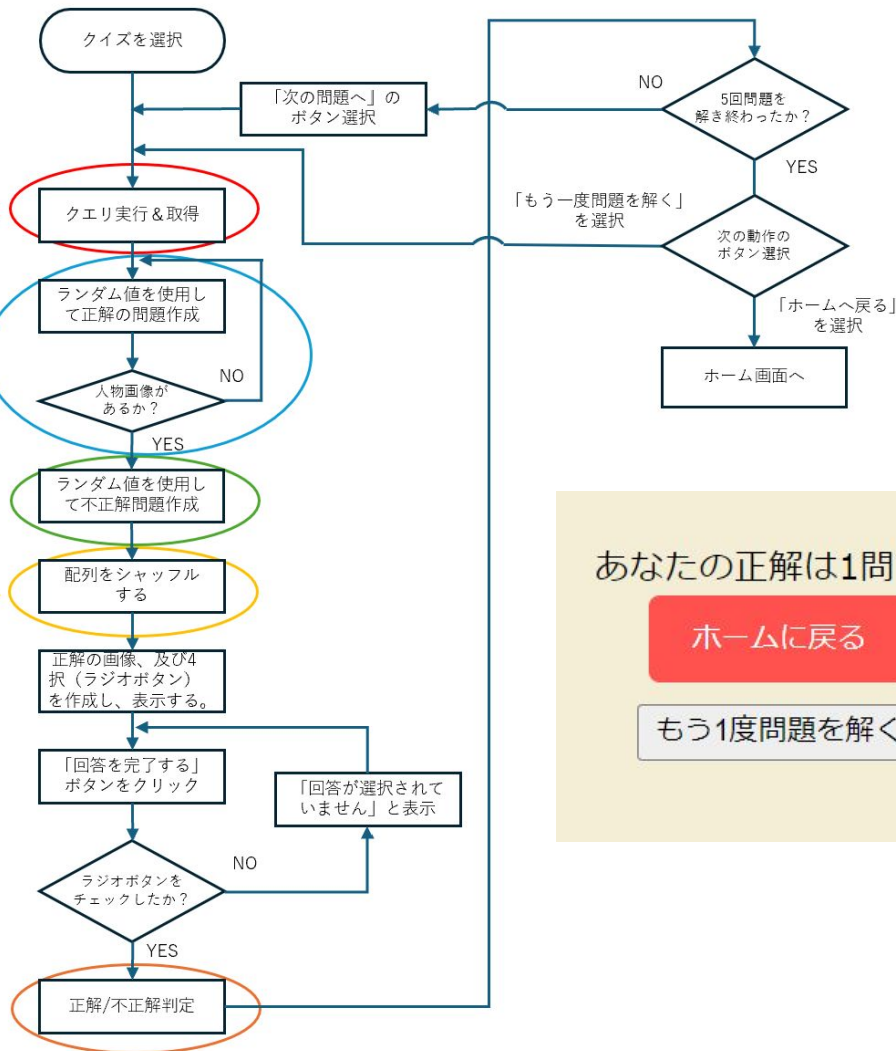 クイズを選択
「次の問題へ」の
ボタン選択
NO
5回問題を
解き終わったか？
YES
クエリ実行＆取得
「もう一度問題を解く」
を選択
次の動作の
ボタン選択
ランダム値を使用し
て正解の問題作成
「ホームへ戻る」
を選択
人物画像が
あるか？
NO
YES
ホーム画面へ
ランダム値を使用し
て不正解問題作成
配列をシャッフル
する
正解の画像、及び4
択（ラジオボタン）
を作成し、表示する。
「回答を完了する」
ボタンをクリック
「回答が選択されて
いません」と表示
ラジオボタンを
チェックしたか？
NO
YES
正解/不正解判定
あなたの正解は1問
ホームに戻る
もう1度問題を解く